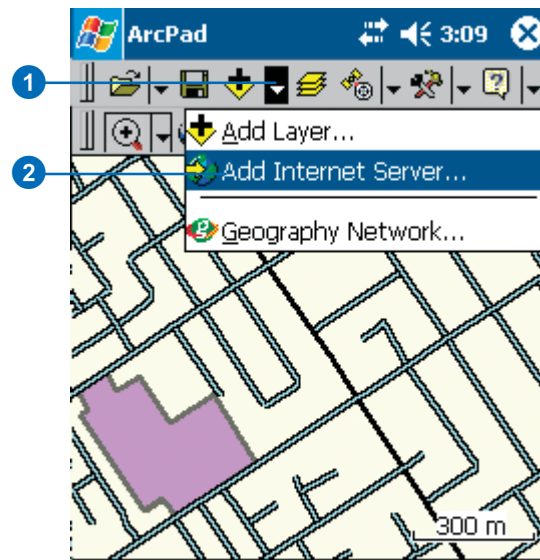 ArcPad 3:09
1
Add Layer...
2 Add Internet Server...
Geography Network...
300 m